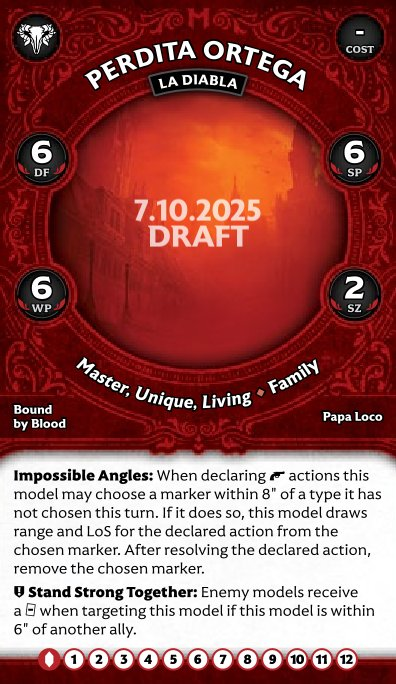 -
COST
PERDITA ORTEGA
LA DIABLA
6
DF
6
SP
7.10.2025
DRAFT
6
WP
2
SZ
Master, Unique, Living ♦ Family
Bound
by Blood
Papa Loco
Impossible Angles: When declaring actions this
model may choose a marker within 8" of a type it has
not chosen this turn. If it does so, this model draws
range and LoS for the declared action from the
chosen marker. After resolving the declared action,
remove the chosen marker.
Stand Strong Together: Enemy models receive
a when targeting this model if this model is within
6" of another ally.
1 2 3 4 5 6 7 8 9 10 11 12